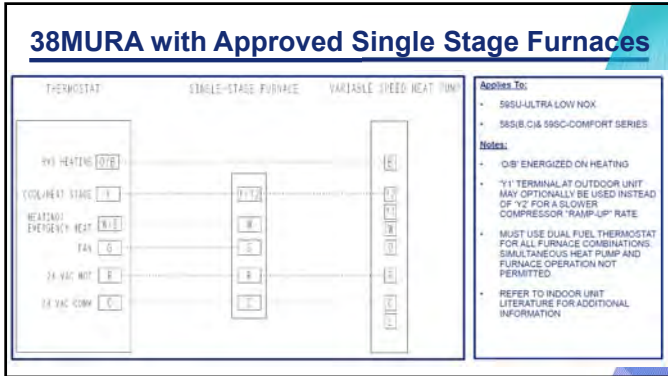 38MURA with Approved Single Stage Furnaces
THERMOSTAT
SINGLE-STAGE FURNACE
VARIABLE SPEED HEAT PUMP
RVS HEATING O/B
B
COOL/HEAT STAGE 1 Y
Y/Y2
Y2
Y1
HEATING/
EMERGENCY HEAT
W
W
FAN G
G
24 VAC HOT R
R
R
24 VAC COMM C
C
C
Applies To:
• 59SU-ULTRA LOW NOX
• 58S(B,C)& 59SC-COMFORT SERIES
Notes:
• O/B' ENERGIZED ON HEATING
• 'Y1' TERMINAL AT OUTDOOR UNIT
MAY OPTIONALLY BE USED INSTEAD
OF 'Y2' FOR A SLOWER
COMPRESSOR "RAMP-UP" RATE
• MUST USE DUAL FUEL THERMOSTAT
FOR ALL FURNACE COMBINATIONS.
SIMULTANEOUS HEAT PUMP AND
FURNACE OPERATION NOT
PERMITTED.
• REFER TO INDOOR UNIT
LITERATURE FOR ADDITIONAL
INFORMATION